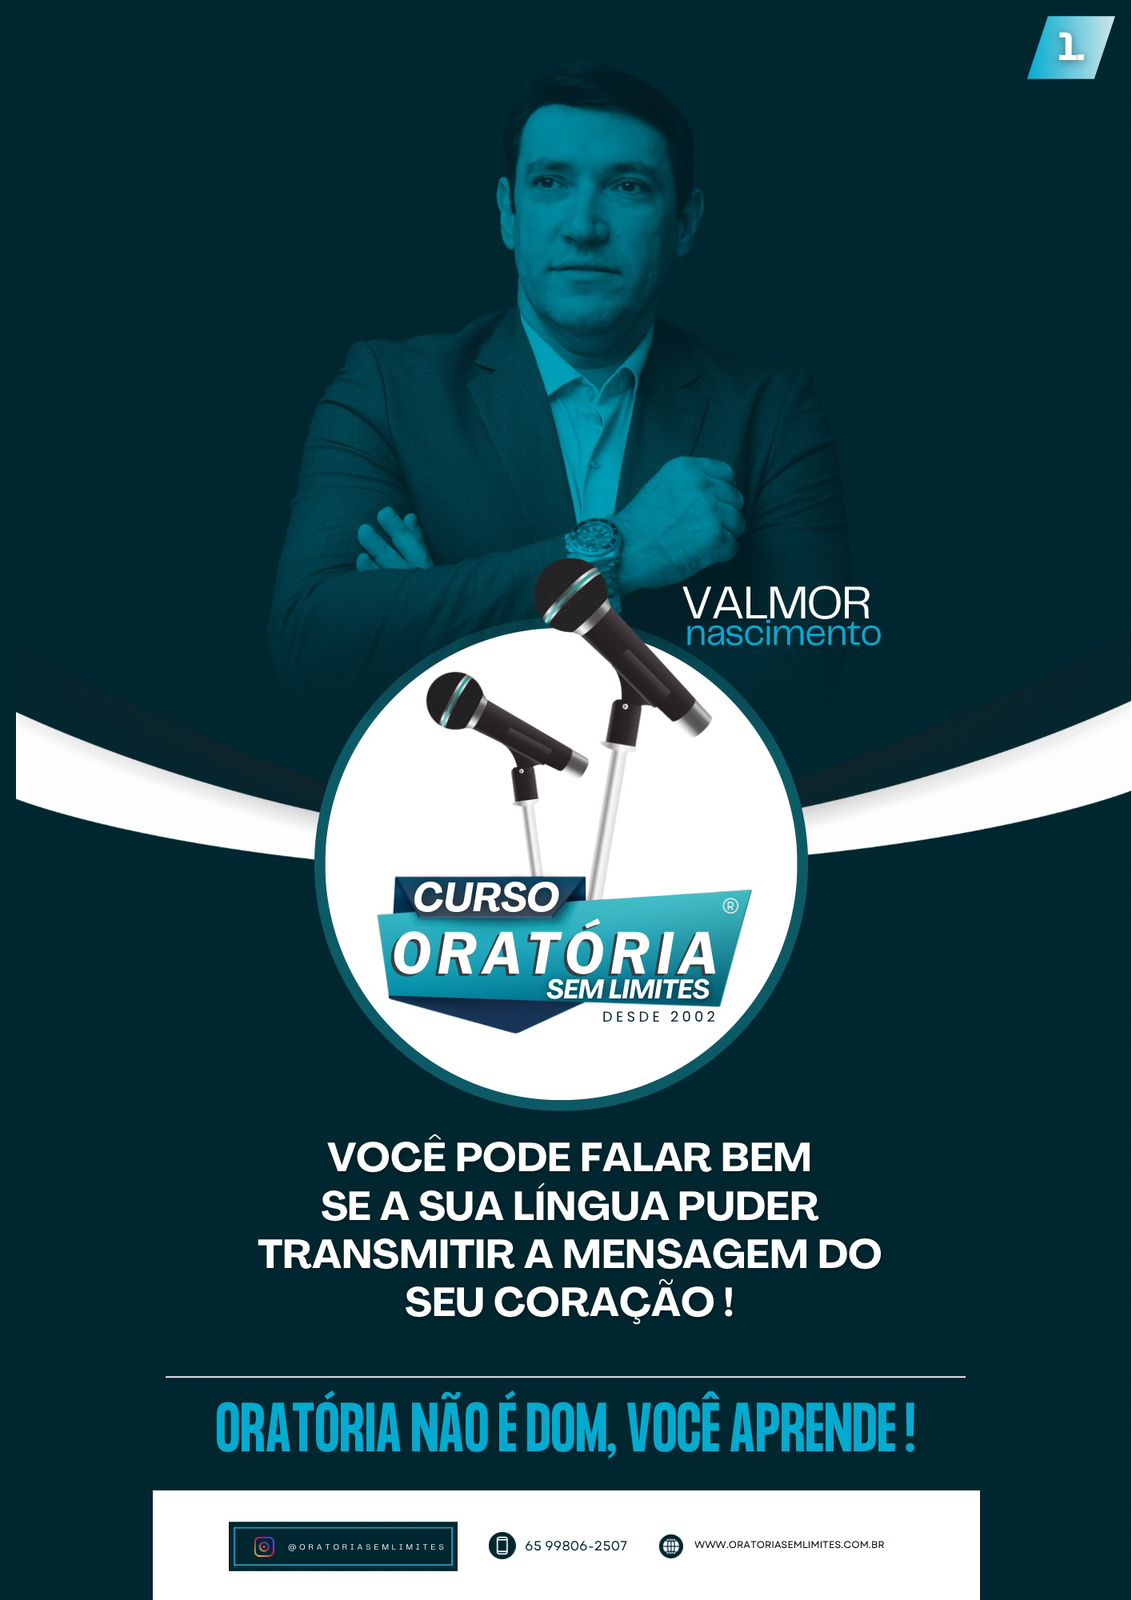 1.
VALMOR
nascimento
CURSO
®
ORATÓRIA
SEM LIMITES
DESDE 2002
VOCÊ PODE FALAR BEM
SE A SUA LÍNGUA PUDER
TRANSMITIR A MENSAGEM DO
SEU CORAÇÃO !
ORATÓRIA NÃO É DOM, VOCÊ APRENDE !
@ORATORIASEMLIMITES
65 99806-2507
WWW.ORATORIASEMLIMITES.COM.BR